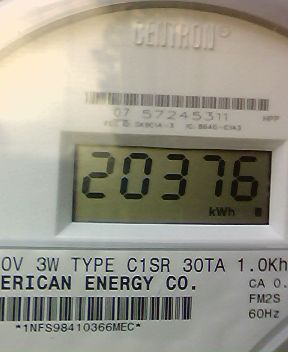 CENTRON®
07 57245311
HPP
20376
kWh
0V 3W TYPE C1SR 30TA 1.0Kh
ERICAN ENERGY CO.
CA 0.
FM2S
60Hz
*1NFS98410366MEC*